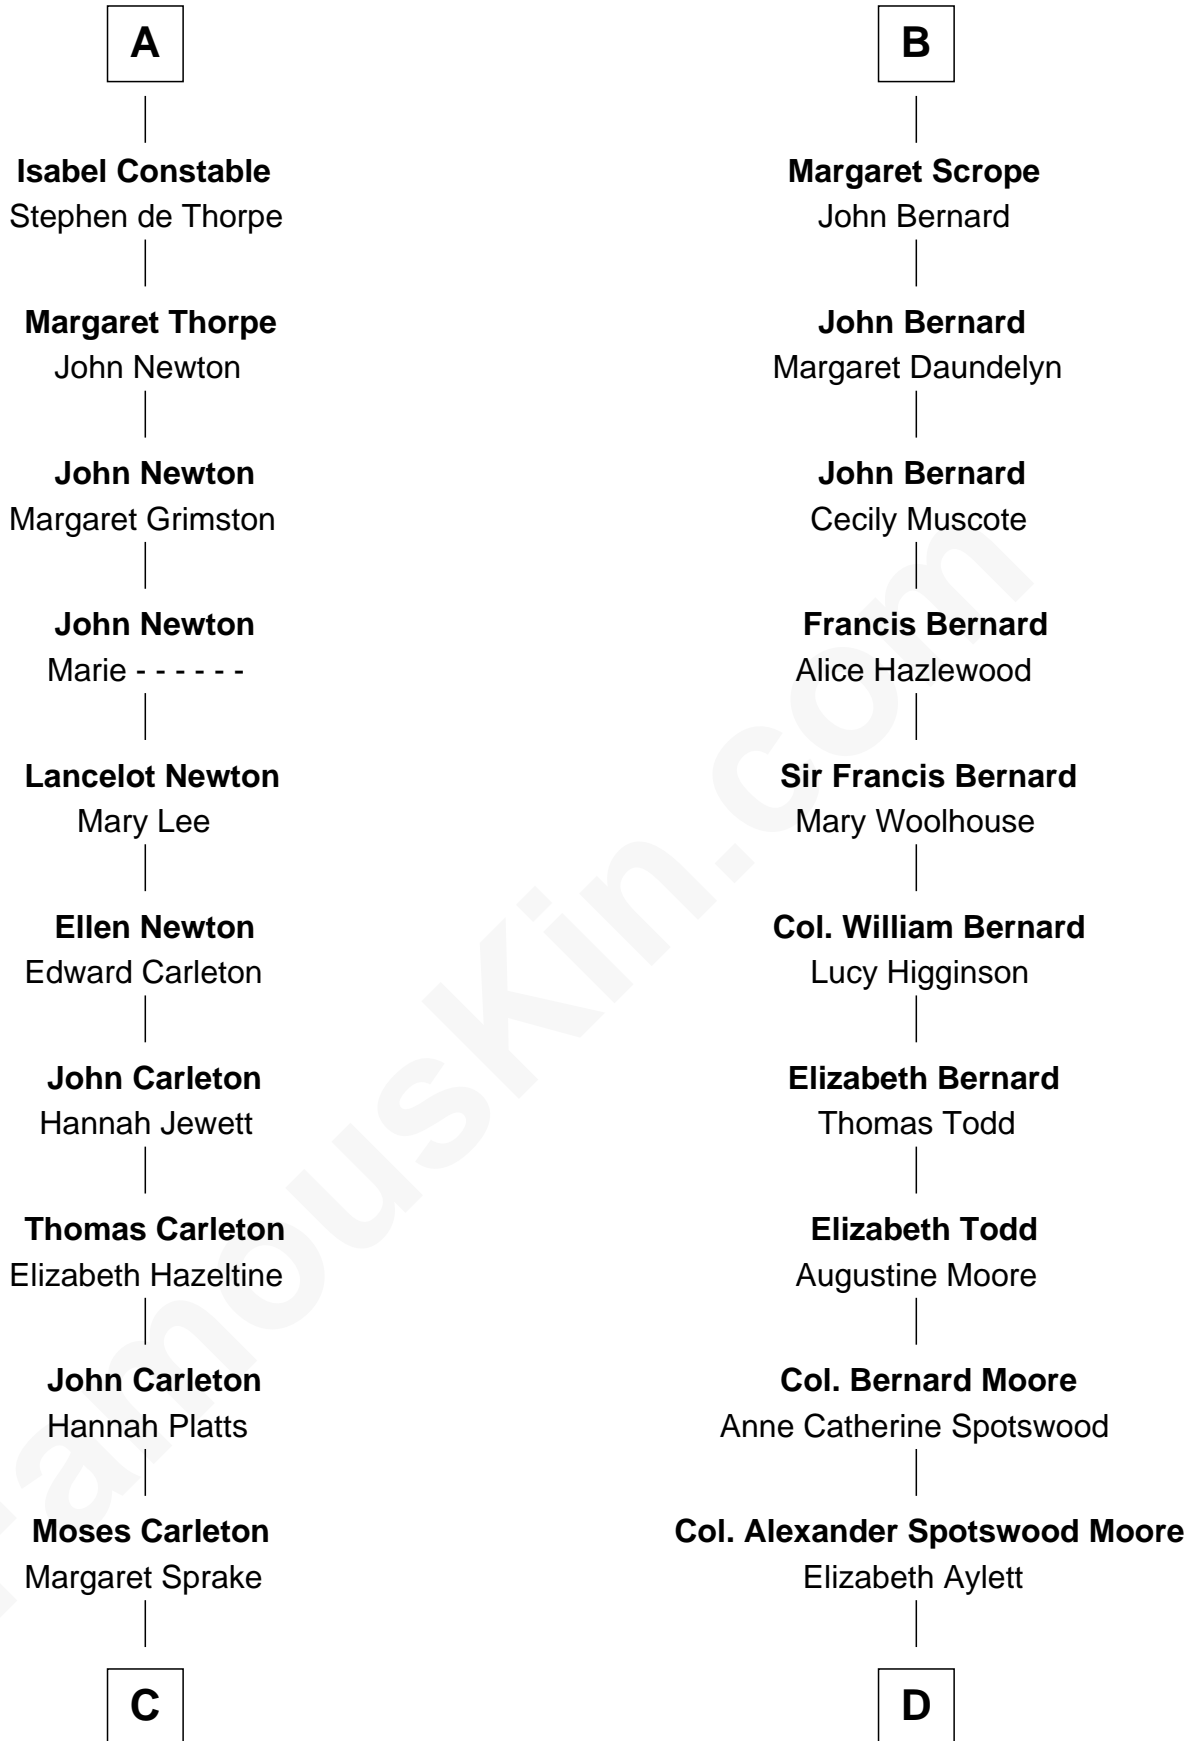 A
Isabel Constable
Stephen de Thorpe
Margaret Thorpe
John Newton
John Newton
Margaret Grimston
John Newton
Marie - - - - - -
Lancelot Newton
Mary Lee
Ellen Newton
Edward Carleton
John Carleton
Hannah Jewett
Thomas Carleton
Elizabeth Hazeltine
John Carleton
Hannah Platts
Moses Carleton
Margaret Sprake
C
B
Margaret Scrope
John Bernard
John Bernard
Margaret Daundelyn
John Bernard
Cecily Muscote
Francis Bernard
Alice Hazlewood
Sir Francis Bernard
Mary Woolhouse
Col. William Bernard
Lucy Higginson
Elizabeth Bernard
Thomas Todd
Elizabeth Todd
Augustine Moore
Col. Bernard Moore
Anne Catherine Spotswood
Col. Alexander Spotswood Moore
Elizabeth Aylett
D
FamousKin.com